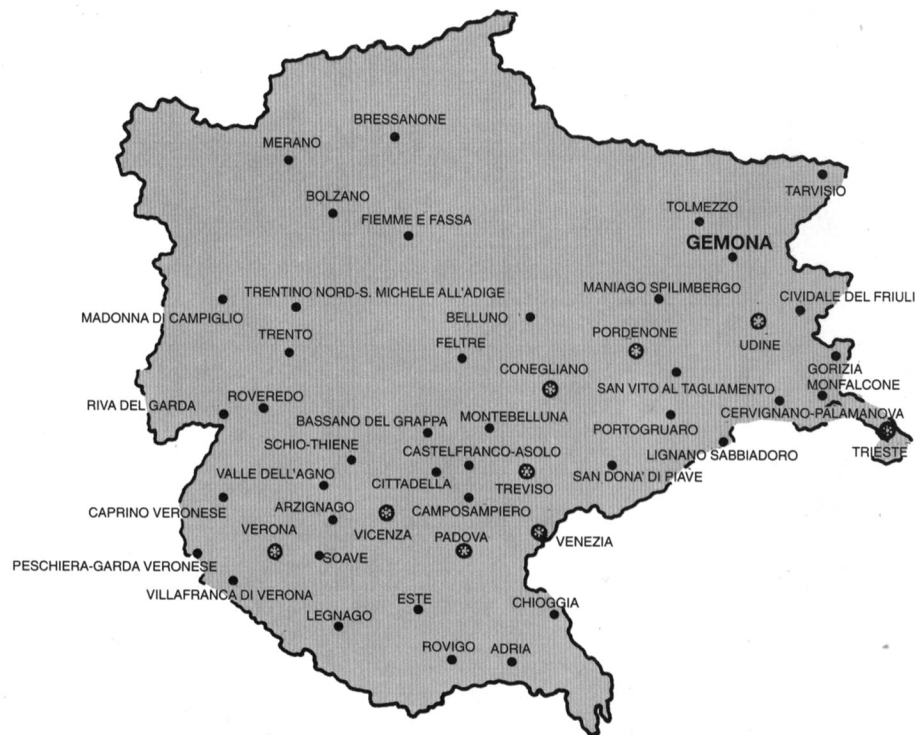 BRESSANONE
MERANO
TARVISIO
BOLZANO
TOLMEZZO
FIEMME E FASSA
GEMONA
TRENTINO NORD-S. MICHELE ALL'ADIGE
MANIAGO SPILIMBERGO
CIVIDALE DEL FRIULI
MADONNA DI CAMPIGLIO
BELLUNO
PORDENONE
TRENTO
FELTRE
UDINE
CONEGLIANO
GORIZIA
SAN VITO AL TAGLIAMENTO
MONFALCONE
ROVEREDO
RIVA DEL GARDA
BASSANO DEL GRAPPA
MONTEBELLUNA
CERVIGNANO-PALAMANOVA
PORTOGRUARO
SCHIO-THIENE
CASTELFRANCO-ASOLO
LIGNANO SABBIADORO
TRIESTE
VALLE DELL'AGNO
CITTADELLA
TREVISO
SAN DONA' DI PIAVE
CAPRINO VERONESE
ARZIGNAGO
CAMPOSAMPIERO
VERONA
VICENZA
PADOVA
VENEZIA
SOAVE
PESCHIERA-GARDA VERONESE
VILLAFRANCA DI VERONA
ESTE
CHIOGGIA
LEGNAGO
ROVIGO
ADRIA